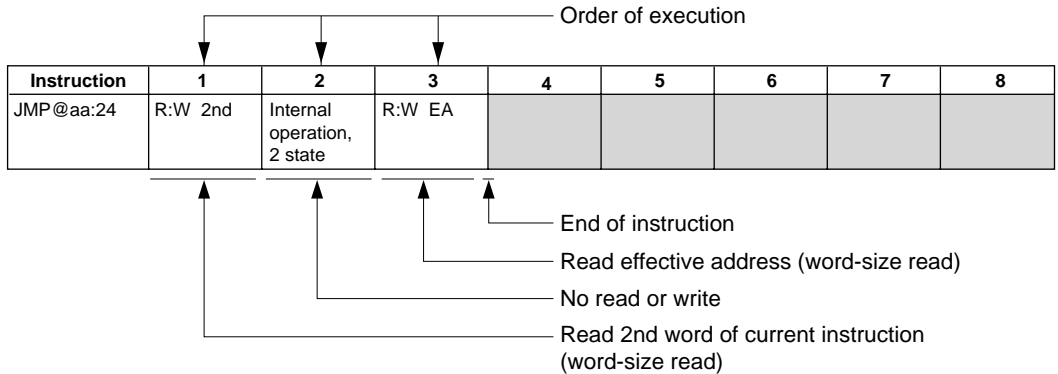 Order of execution
Instruction 1 2 3 4 5 6 7 8
JMP@aa:24 R:W 2nd Internal operation, 2 state R:W EA
End of instruction
Read effective address (word-size read)
No read or write
Read 2nd word of current instruction
(word-size read)